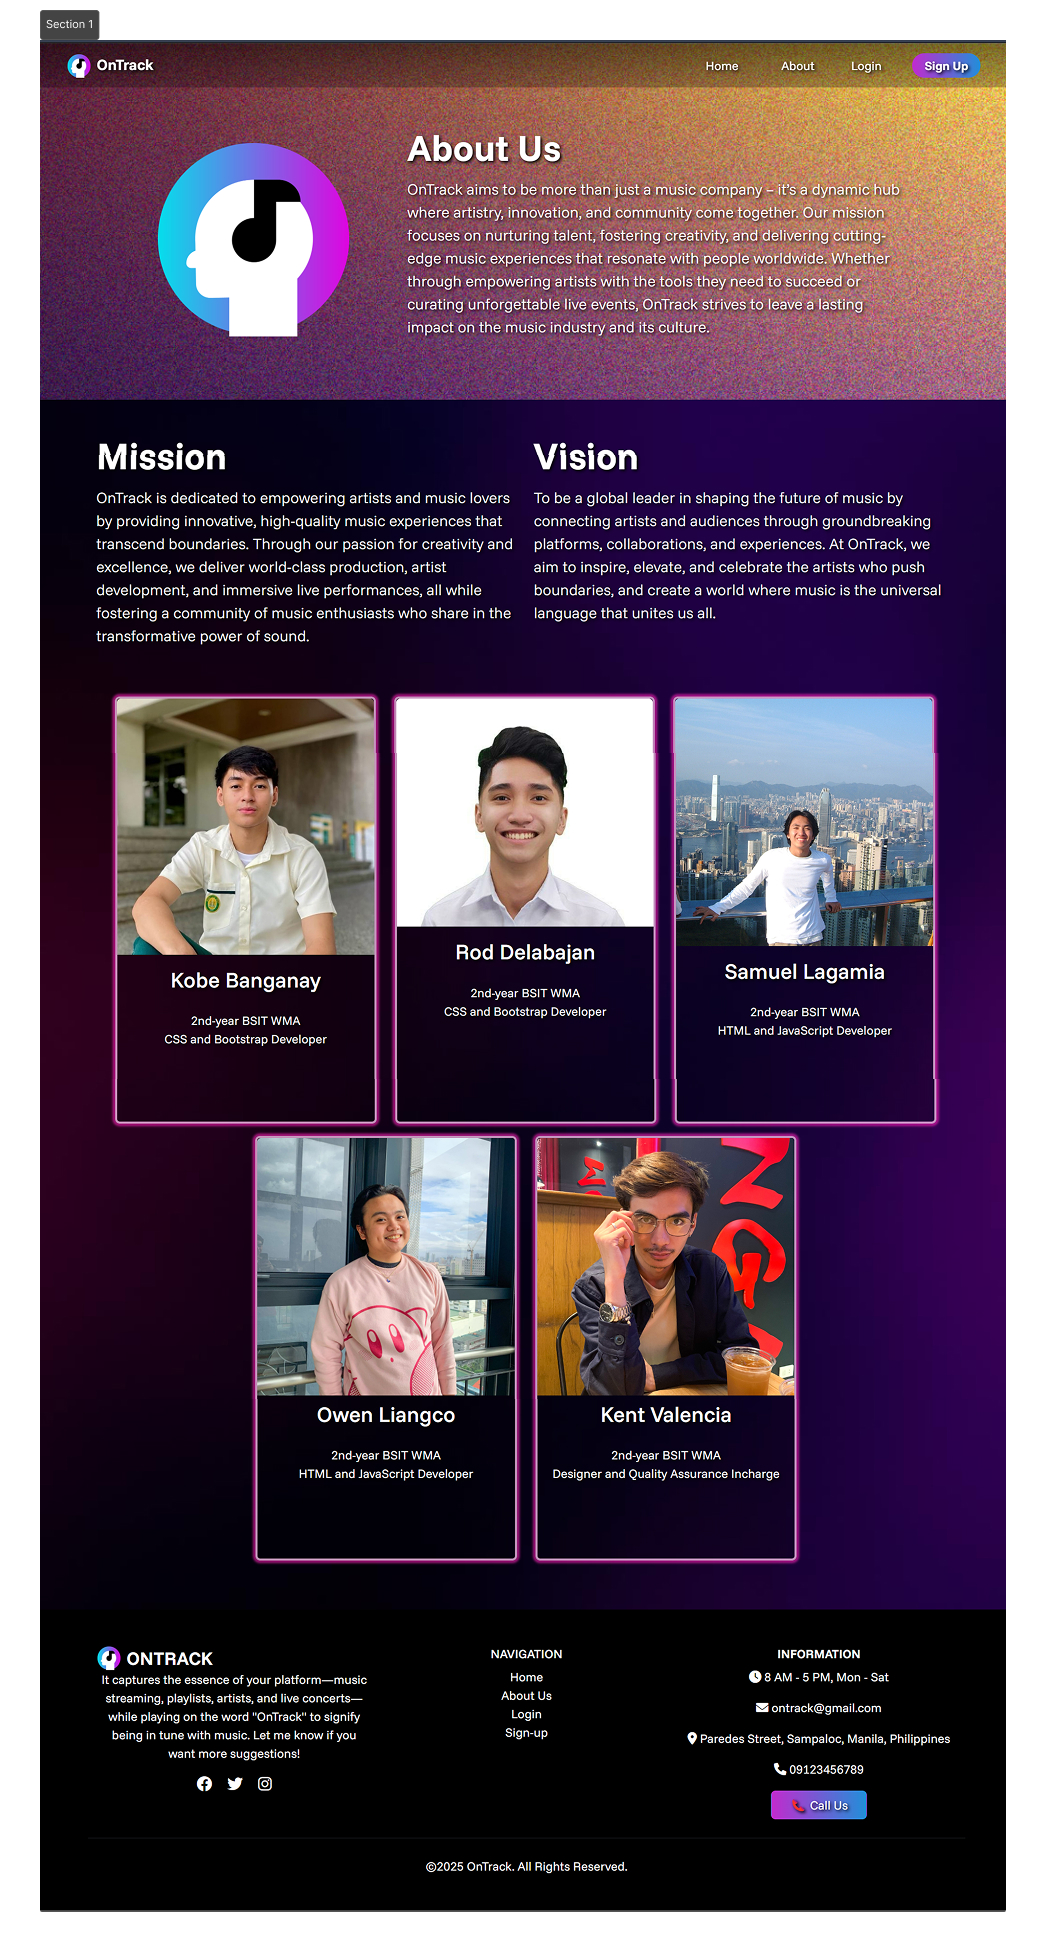 Section 1
OnTrack
Home
About
Login
Sign Up
About Us
OnTrack aims to be more than just a music company – it's a dynamic hub
where artistry, innovation, and community come together. Our mission
focuses on nurturing talent, fostering creativity, and delivering cutting-
edge music experiences that resonate with people worldwide. Whether
through empowering artists with the tools they need to succeed or
curating unforgettable live events, OnTrack strives to leave a lasting
impact on the music industry and its culture.
Mission
OnTrack is dedicated to empowering artists and music lovers
by providing innovative, high-quality music experiences that
transcend boundaries. Through our passion for creativity and
excellence, we deliver world-class production, artist
development, and immersive live performances, all while
fostering a community of music enthusiasts who share in the
transformative power of sound.
Vision
To be a global leader in shaping the future of music by
connecting artists and audiences through groundbreaking
platforms, collaborations, and experiences. At OnTrack, we
aim to inspire, elevate, and celebrate the artists who push
boundaries, and create a world where music is the universal
language that unites us all.
Kobe Banganay
2nd-year BSIT WMA
CSS and Bootstrap Developer
Rod Delabajan
2nd-year BSIT WMA
CSS and Bootstrap Developer
Samuel Lagamia
2nd-year BSIT WMA
HTML and JavaScript Developer
Owen Liangco
2nd-year BSIT WMA
HTML and JavaScript Developer
Kent Valencia
2nd-year BSIT WMA
Designer and Quality Assurance Incharge
ONTRACK
It captures the essence of your platform—music
streaming, playlists, artists, and live concerts—
while playing on the word "OnTrack" to signify
being in tune with music. Let me know if you
want more suggestions!
NAVIGATION
Home
About Us
Login
Sign-up
INFORMATION
8 AM - 5 PM, Mon - Sat
ontrack@gmail.com
Paredes Street, Sampaloc, Manila, Philippines
09123456789
Call Us
©2025 OnTrack. All Rights Reserved.